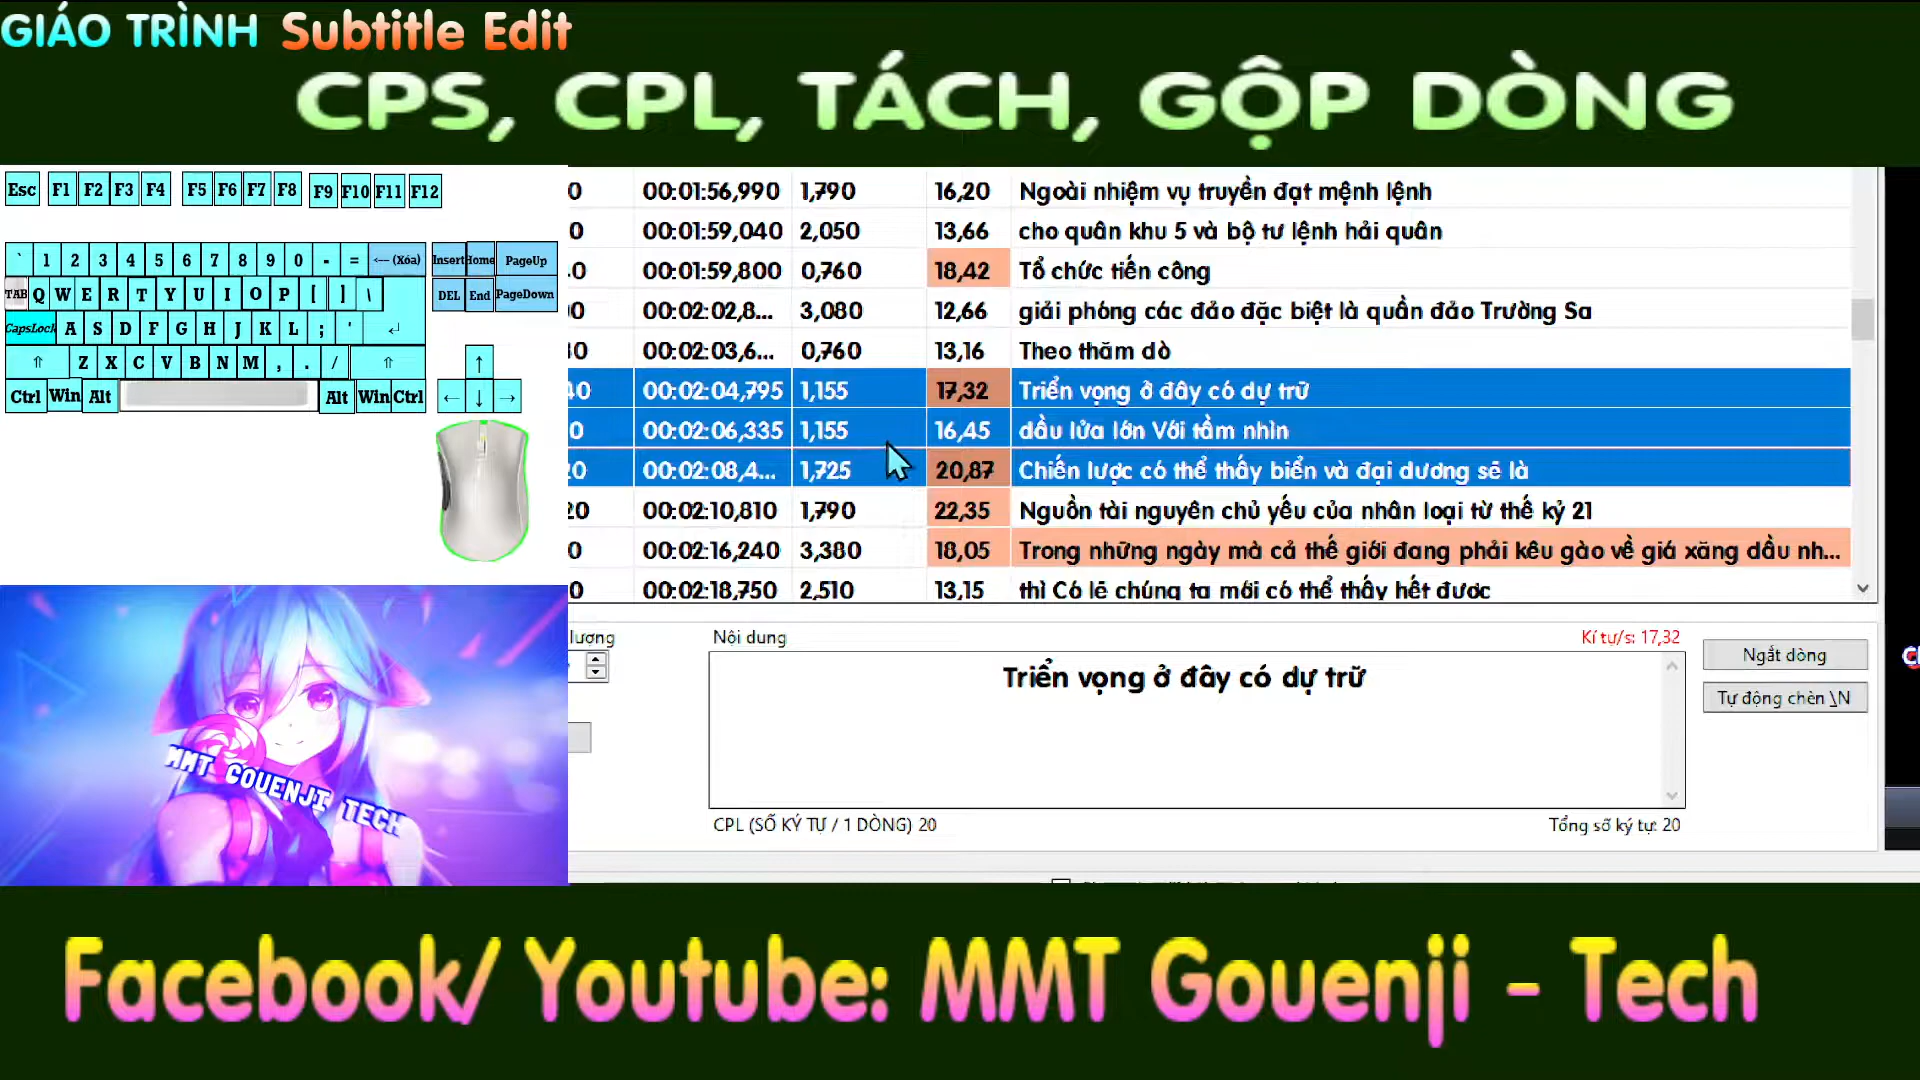 GIÁO TRÌNH Subtitle Edit
CPS, CPL, TÁCH, GỘP DÒNG
Esc F1 F2 F3 F4 F5 F6 F7 F8 F9 F10 F11 F12
` 1 2 3 4 5 6 7 8 9 0 - = <-- (Xóa) Insert Home PageUp
TAB Q W E R T Y U I O P [ ] \ DEL End PageDown
CapsLock A S D F G H J K L ; ' ↵
⇧ Z X C V B N M , . / ⇧ ↑
Ctrl Win Alt Alt Win Ctrl ← ↓ →
0 00:01:56,990 1,790 16,20 Ngoài nhiệm vụ truyền đạt mệnh lệnh
0 00:01:59,040 2,050 13,66 cho quân khu 5 và bộ tư lệnh hải quân
0 00:01:59,800 0,760 18,42 Tổ chức tiến công
0 00:02:02,8... 3,080 12,66 giải phóng các đảo đặc biệt là quần đảo Trường Sa
0 00:02:03,6... 0,760 13,16 Theo thăm dò
40 00:02:04,795 1,155 17,32 Triển vọng ở đây có dự trữ
0 00:02:06,335 1,155 16,45 dầu lửa lớn Với tầm nhìn
20 00:02:08,4... 1,725 20,87 Chiến lược có thể thấy biển và đại dương sẽ là
20 00:02:10,810 1,790 22,35 Nguồn tài nguyên chủ yếu của nhân loại từ thế kỷ 21
0 00:02:16,240 3,380 18,05 Trong những ngày mà cả thế giới đang phải kêu gào về giá xăng dầu nh...
0 00:02:18,750 2,510 13,15 thì Có lẽ chúng ta mới có thể thấy hết được
lượng Nội dung Kí tự/s: 17,32
Triển vọng ở đây có dự trữ
Ngắt dòng
Tự động chèn \N
CPL (SỐ KÝ TỰ / 1 DÒNG) 20 Tổng số ký tự: 20
MMT GOUENJI TECH
Facebook/ Youtube: MMT Gouenji - Tech